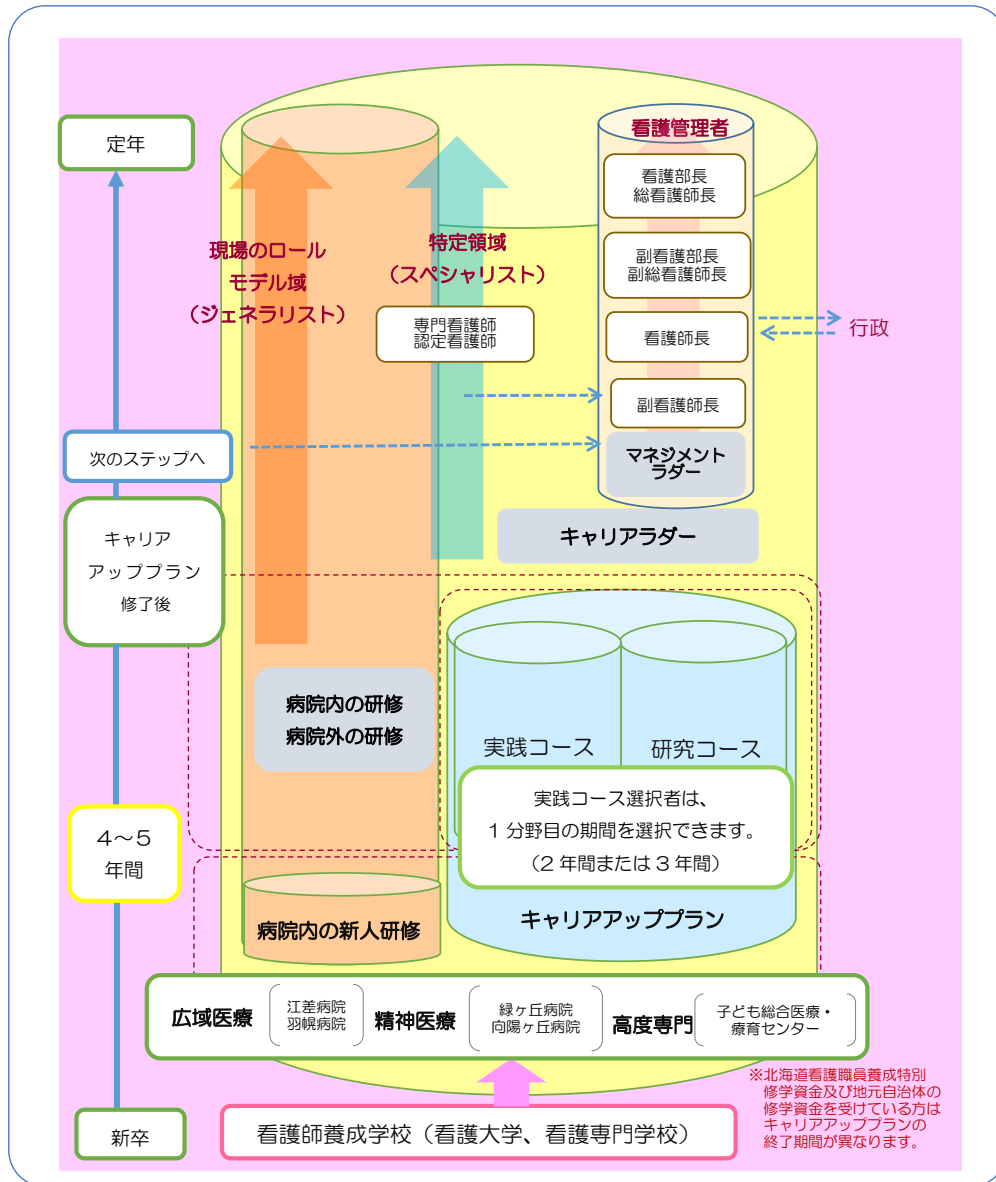 看護管理者
定年
看護部長
総看護師長
現場のロール
モデル域
（ジェネラリスト）
特定領域
（スペシャリスト）
副看護部長
副総看護師長
専門看護師
認定看護師
看護師長
行政
副看護師長
次のステップへ
マネジメント
ラダー
キャリアラダー
キャリア
アッププラン
修了後
病院内の研修
病院外の研修
実践コース
研究コース
実践コース選択者は、
1分野目の期間を選択できます。
（2年間または3年間）
4～5
年間
病院内の新人研修
キャリアアッププラン
広域医療
江差病院
羽幌病院
精神医療
緑ヶ丘病院
向陽ヶ丘病院
高度専門
子ども総合医療・
療育センター
※北海道看護職員養成特別
修学資金及び地元自治体の
修学資金を受けている方は
キャリアアッププランの
終了期間が異なります。
新卒
看護師養成学校（看護大学、看護専門学校）